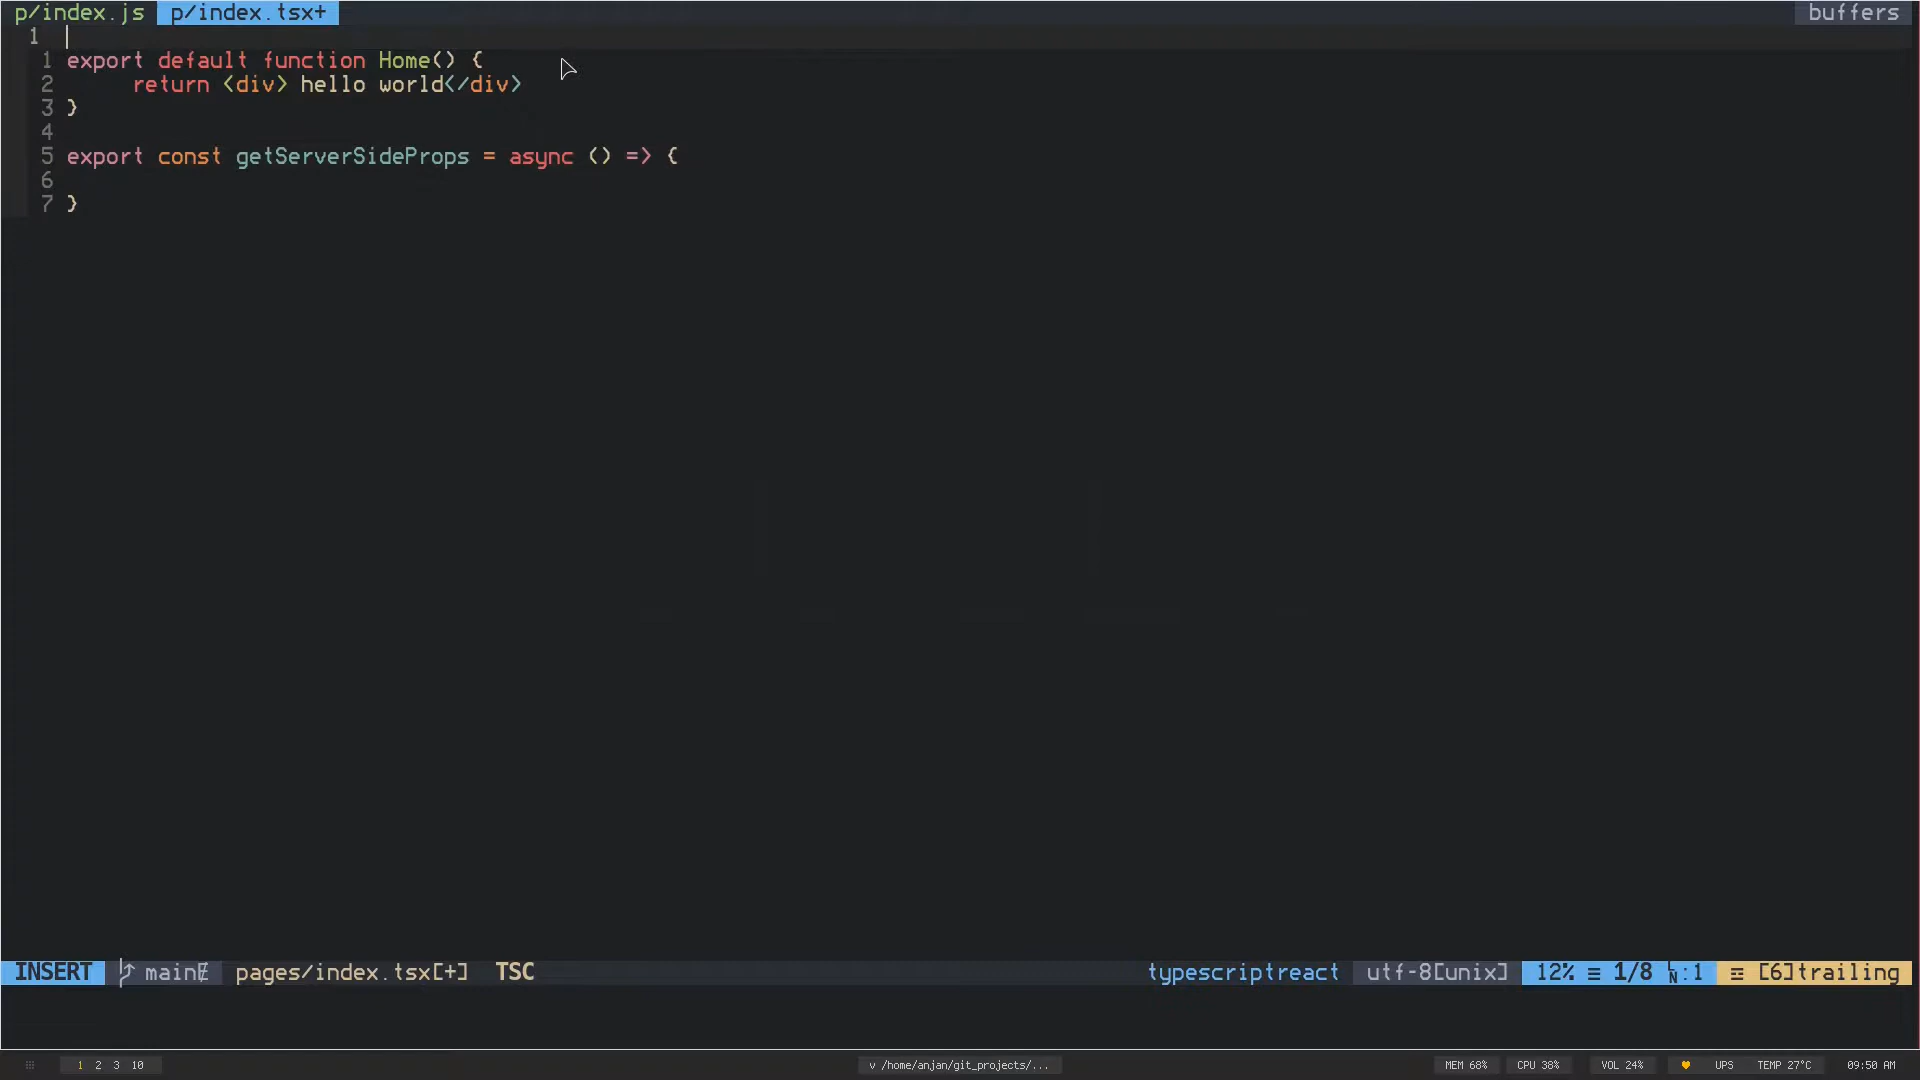 p/index.js p/index.tsx+ buffers
1
1 export default function Home() {
2 return <div> hello world</div>
3 }
4
5 export const getServerSideProps = async () => {
6
7 }
INSERT main pages/index.tsx[+] TSC typescriptreact utf-8[unix] 12% ≡ 1/8 :1 [6]trailing
1 2 3 10 v /home/anjan/git_projects/... MEM 68% CPU 38% VOL 24% UPS TEMP 27°C 09:50 AM